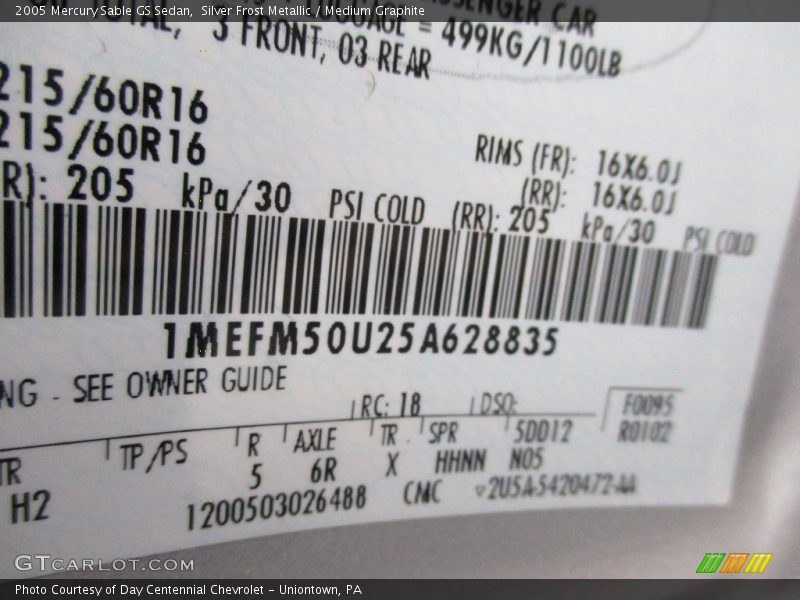 2005 Mercury Sable GS Sedan, Silver Frost Metallic / Medium Graphite
SENGER CAR
TOTAL, 3 FRONT, 03 REAR = 499KG/1100LB
215/60R16
215/60R16
RIMS (FR): 16X6.0J
(RR): 16X6.0J
R): 205 kPa/30 PSI COLD (RR): 205 kPa/30 PSI COLD
1MEFM50U25A628835
NG - SEE OWNER GUIDE
RC: 18 DSO:
F0095
R0102
TR TP/PS R AXLE TR SPR 5DD12
H2 5 6R X HHNN N05
1200503026488 CMC 2U5A-5420472-AA
GTCARLOT.COM
Photo Courtesy of Day Centennial Chevrolet - Uniontown, PA